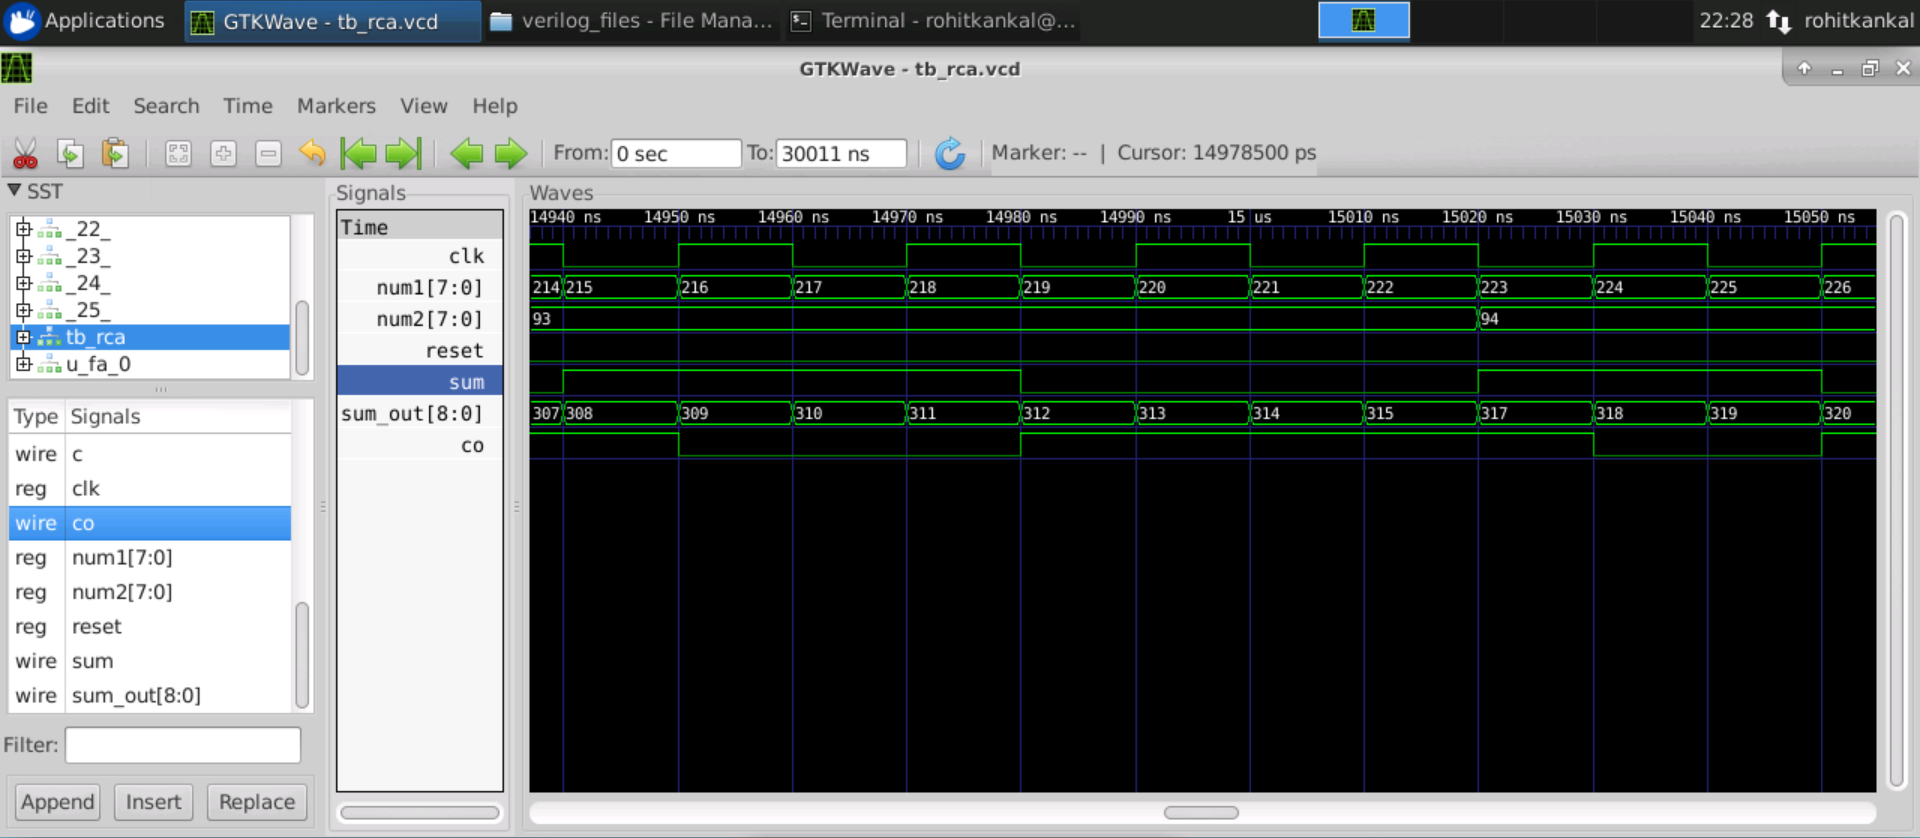 Applications GTKWave - tb_rca.vcd verilog_files - File Mana... Terminal - rohitkankal@... 22:28 rohitkankal
GTKWave - tb_rca.vcd
File Edit Search Time Markers View Help
From: 0 sec To: 30011 ns Marker: -- | Cursor: 14978500 ps
SST
_22_
_23_
_24_
_25_
tb_rca
u_fa_0
Type Signals
wire c
reg clk
wire co
reg num1[7:0]
reg num2[7:0]
reg reset
wire sum
wire sum_out[8:0]
Filter:
Append Insert Replace
Signals
Time
clk
num1[7:0]
num2[7:0]
reset
sum
sum_out[8:0]
co
Waves
14940 ns 14950 ns 14960 ns 14970 ns 14980 ns 14990 ns 15 us 15010 ns 15020 ns 15030 ns 15040 ns 15050 ns
214 215 216 217 218 219 220 221 222 223 224 225 226
93 94
307 308 309 310 311 312 313 314 315 317 318 319 320